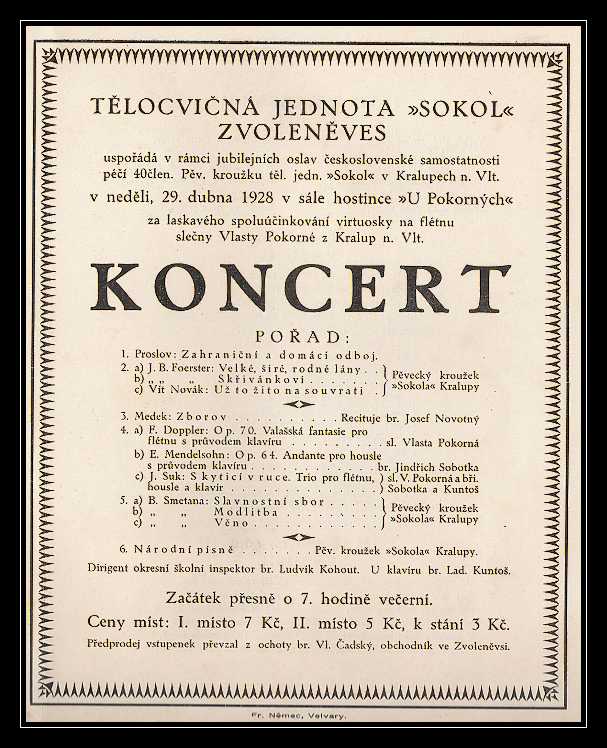 TĚLOCVIČNÁ JEDNOTA »SOKOL«
ZVOLENĚVES
uspořádá v rámci jubilejních oslav československé samostatnosti
péčí 40člen. Pěv. kroužku těl. jedn. »Sokol« v Kralupech n. Vlt.
v neděli, 29. dubna 1928 v sále hostince »U Pokorných«
za laskavého spoluúčinkování virtuosky na flétnu
slečny Vlasty Pokorné z Kralup n. Vlt.
KONCERT
POŘAD:
1. Proslov: Zahraniční a domácí odboj.
2. a) J. B. Foerster: Velké, širé, rodné lány . .
b) „ „ „ Skřivánkovi . . . . . . .
c) Vít Novák: Už to žito na souvrati .
Pěvecký kroužek
»Sokola« Kralupy
3. Medek: Zborov . . . . . . . . . . Recituje br. Josef Novotný
4. a) F. Doppler: Op. 70. Valašská fantasie pro
flétnu s průvodem klavíru . . . . . . . . . sl. Vlasta Pokorná
b) E. Mendelsohn: Op. 64. Andante pro housle
s průvodem klavíru . . . . . . . . . . . . br. Jindřich Sobotka
c) J. Suk: S kyticí v ruce. Trio pro flétnu, ) sl. V. Pokorná a bři.
housle a klavír . . . . . . . . . . . . . . ) Sobotka a Kuntoš
5. a) B. Smetana: Slavnostní sbor . . . . .
b) „ „ Modlitba . . . . . . .
c) „ „ Věno . . . . . . . . . .
Pěvecký kroužek
»Sokola« Kralupy
6. Národní písně . . . . . . . Pěv. kroužek »Sokola« Kralupy.
Dirigent okresní školní inspektor br. Ludvík Kohout. U klavíru br. Lad. Kuntoš.
Začátek přesně o 7. hodině večerní.
Ceny míst: I. místo 7 Kč, II. místo 5 Kč, k stání 3 Kč.
Předprodej vstupenek převzal z ochoty br. Vl. Čadský, obchodník ve Zvoleněvsi.
Fr. Němec, Velvary.